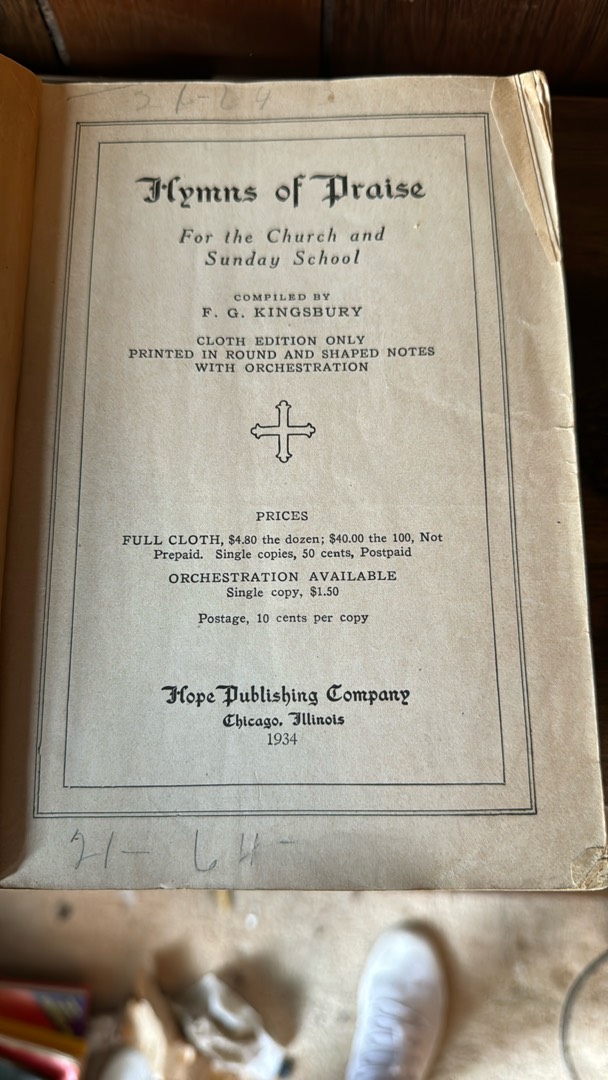 21-64
Hymns of Praise
For the Church and
Sunday School
COMPILED BY
F. G. KINGSBURY
CLOTH EDITION ONLY
PRINTED IN ROUND AND SHAPED NOTES
WITH ORCHESTRATION
PRICES
FULL CLOTH, $4.80 the dozen; $40.00 the 100, Not
Prepaid. Single copies, 50 cents, Postpaid
ORCHESTRATION AVAILABLE
Single copy, $1.50
Postage, 10 cents per copy
Hope Publishing Company
Chicago, Illinois
1934
21-64-